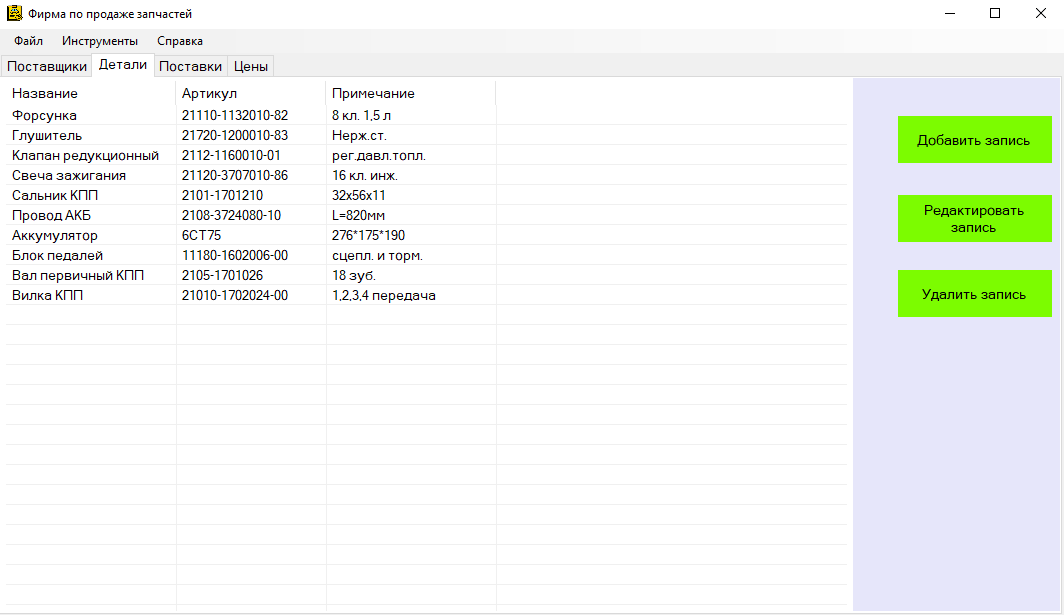 Фирма по продаже запчастей
Файл Инструменты Справка
Поставщики Детали Поставки Цены
Название Артикул Примечание
Форсунка 21110-1132010-82 8 кл. 1,5 л
Глушитель 21720-1200010-83 Нерж.ст.
Клапан редукционный 2112-1160010-01 рег.давл.топл.
Свеча зажигания 21120-3707010-86 16 кл. инж.
Сальник КПП 2101-1701210 32x56x11
Провод АКБ 2108-3724080-10 L=820мм
Аккумулятор 6СТ75 276*175*190
Блок педалей 11180-1602006-00 сцепл. и торм.
Вал первичный КПП 2105-1701026 18 зуб.
Вилка КПП 21010-1702024-00 1,2,3,4 передача
Добавить запись
Редактировать
запись
Удалить запись